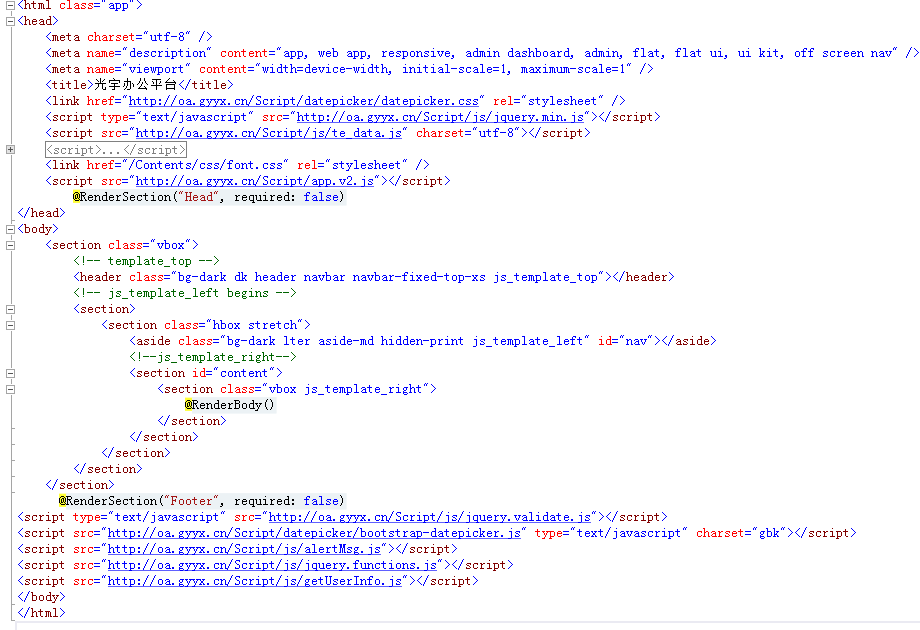 <html class="app">
<head>
<meta charset="utf-8" />
<meta name="description" content="app, web app, responsive, admin dashboard, admin, flat, flat ui, ui kit, off screen nav" />
<meta name="viewport" content="width=device-width, initial-scale=1, maximum-scale=1" />
<title>光宇办公平台</title>
<link href="http://oa.gyyx.cn/Script/datepicker/datepicker.css" rel="stylesheet" />
<script type="text/javascript" src="http://oa.gyyx.cn/Script/js/jquery.min.js"></script>
<script src="http://oa.gyyx.cn/Script/js/te_data.js" charset="utf-8"></script>
<script>...</script>
<link href="/Contents/css/font.css" rel="stylesheet" />
<script src="http://oa.gyyx.cn/Script/app.v2.js"></script>
@RenderSection("Head", required: false)
</head>
<body>
<section class="vbox">
<!-- template_top -->
<header class="bg-dark dk header navbar navbar-fixed-top-xs js_template_top"></header>
<!-- js_template_left begins -->
<section>
<section class="hbox stretch">
<aside class="bg-dark lter aside-md hidden-print js_template_left" id="nav"></aside>
<!--js_template_right-->
<section id="content">
<section class="vbox js_template_right">
@RenderBody()
</section>
</section>
</section>
</section>
</section>
@RenderSection("Footer", required: false)
<script type="text/javascript" src="http://oa.gyyx.cn/Script/js/jquery.validate.js"></script>
<script src="http://oa.gyyx.cn/Script/datepicker/bootstrap-datepicker.js" type="text/javascript" charset="gbk"></script>
<script src="http://oa.gyyx.cn/Script/js/alertMsg.js"></script>
<script src="http://oa.gyyx.cn/Script/js/jquery.functions.js"></script>
<script src="http://oa.gyyx.cn/Script/js/getUserInfo.js"></script>
</body>
</html>